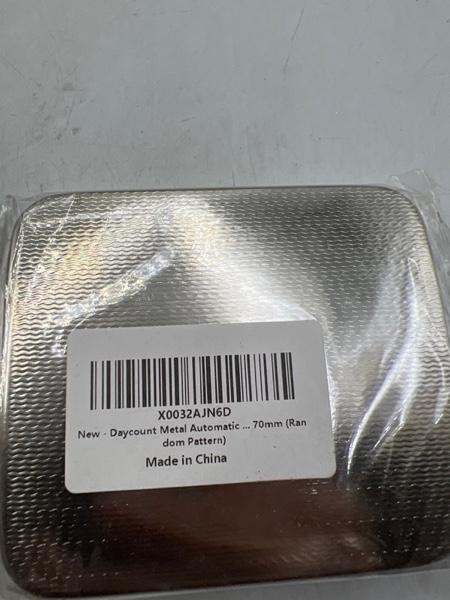 X0032AJN6D
New - Daycount Metal Automatic ... 70mm (Ran
dom Pattern)
Made in China